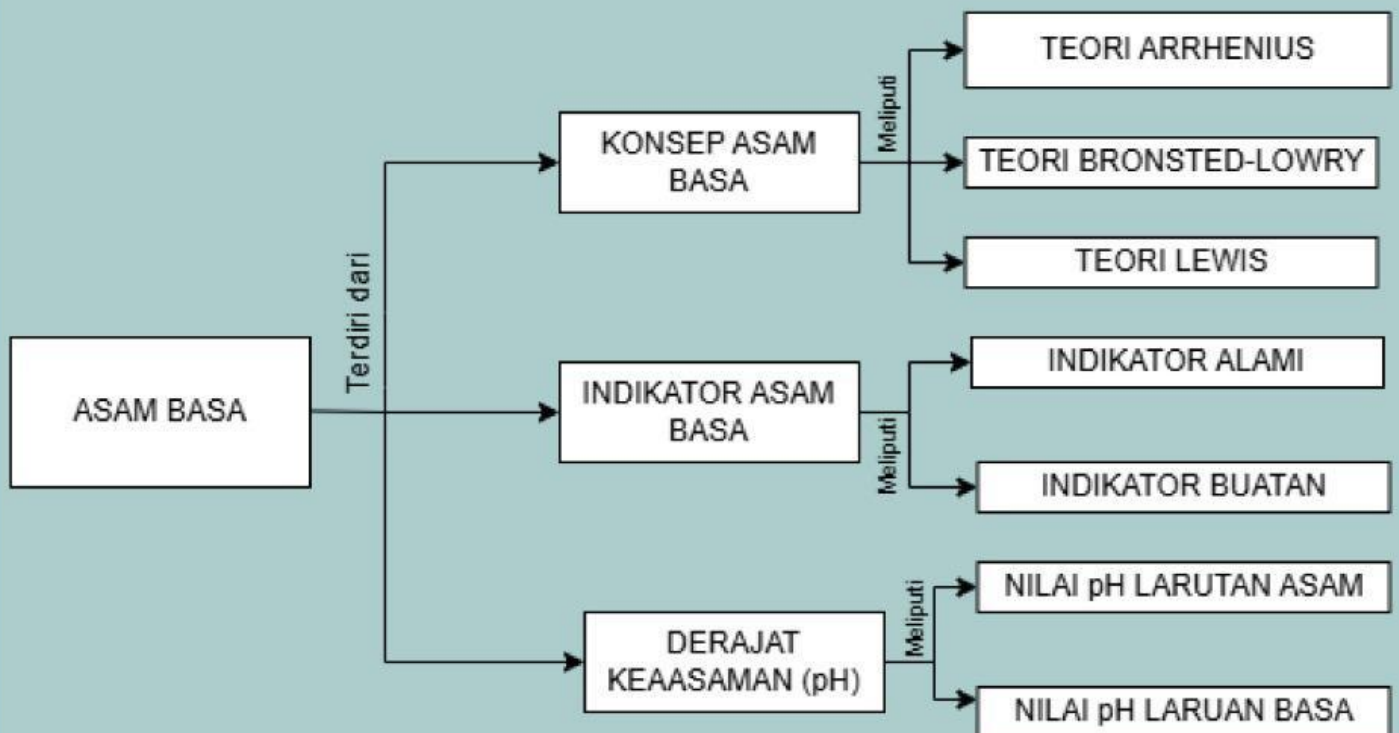 ASAM BASA
Terdiri dari
KONSEP ASAM
BASA
Meliputi
TEORI ARRHENIUS
TEORI BRONSTED-LOWRY
TEORI LEWIS
INDIKATOR ASAM
BASA
Meliputi
INDIKATOR ALAMI
INDIKATOR BUATAN
DERAJAT
KEAASAMAN (pH)
Meliputi
NILAI pH LARUTAN ASAM
NILAI pH LARUAN BASA